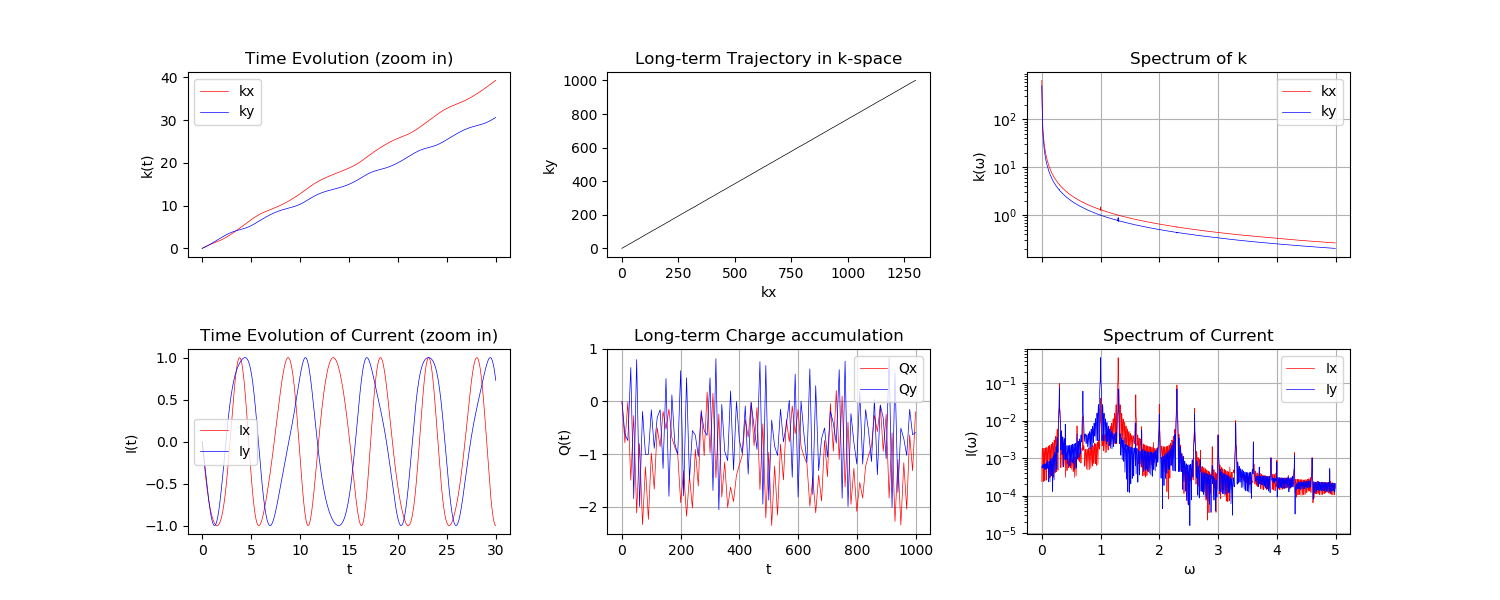 Time Evolution (zoom in)
k(t)
40
30
20
10
0
kx
ky
Long-term Trajectory in k-space
ky
1000
800
600
400
200
0
0 250 500 750 1000 1250
kx
Spectrum of k
k(ω)
10²
10¹
10⁰
kx
ky
Time Evolution of Current (zoom in)
I(t)
1.0
0.5
0.0
−0.5
−1.0
Ix
Iy
0 5 10 15 20 25 30
t
Long-term Charge accumulation
Q(t)
1
0
−1
−2
Qx
Qy
0 200 400 600 800 1000
t
Spectrum of Current
I(ω)
10⁻¹
10⁻²
10⁻³
10⁻⁴
10⁻⁵
Ix
Iy
0 1 2 3 4 5
ω